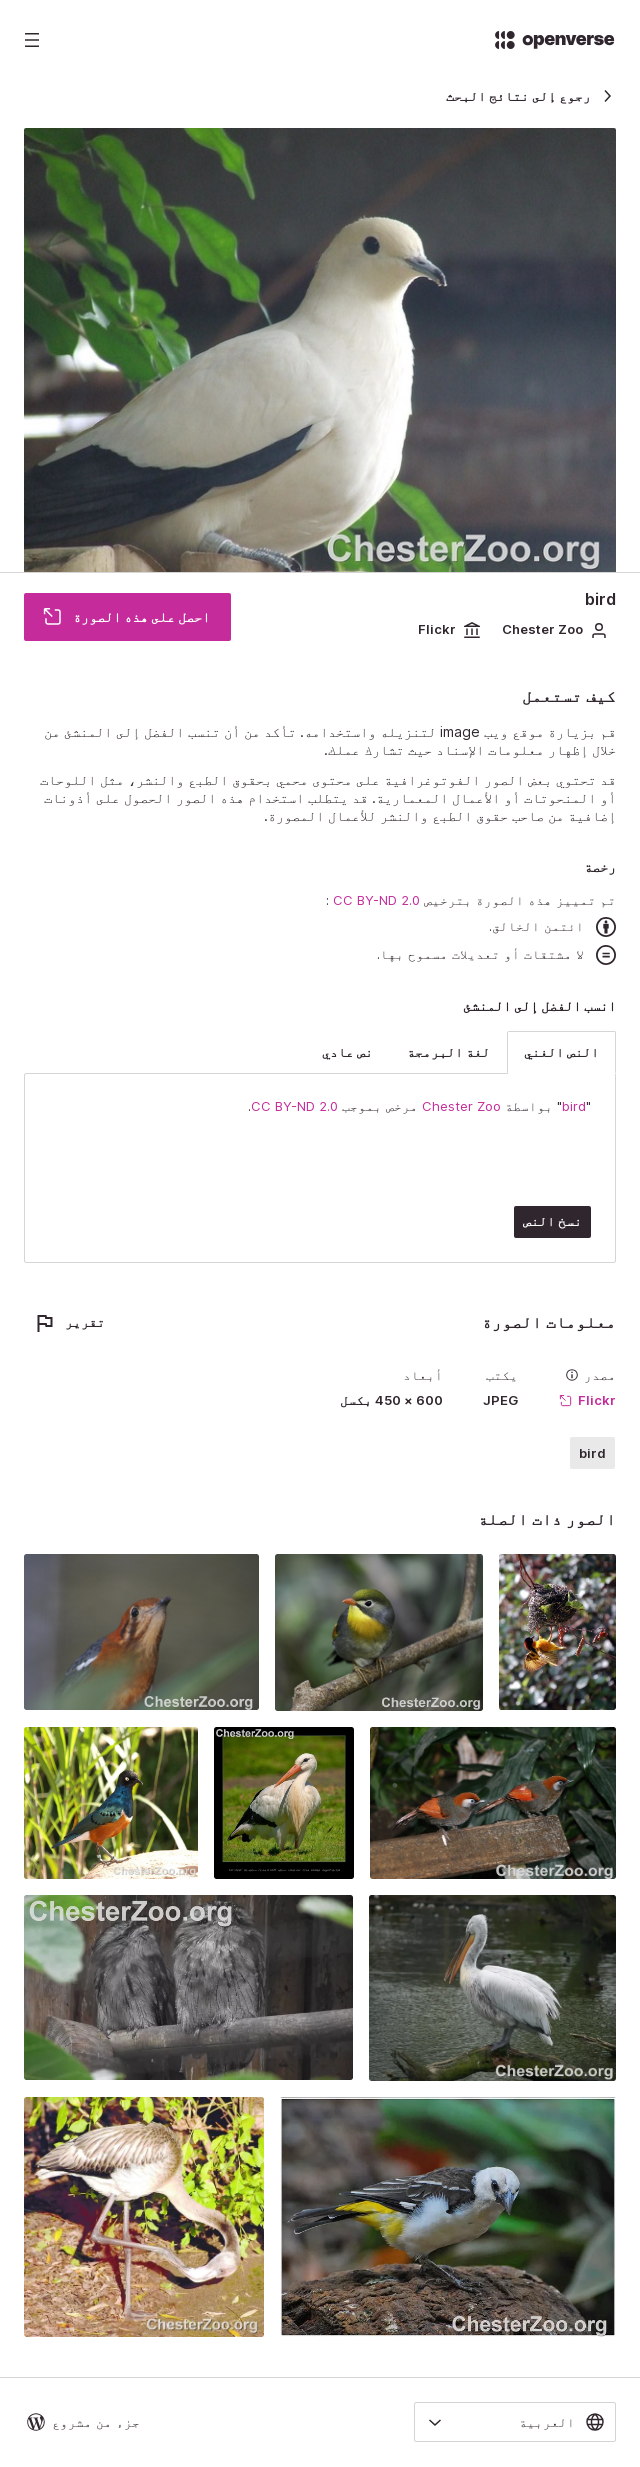 openverse
رجوع إلى نتائج البحث
ChesterZoo.org
bird
Chester Zoo
Flickr
احصل على هذه الصورة
كيف تستعمل
قم بزيارة موقع ويب image لتنزيله واستخدامه. تأكد من أن تنسب الفضل إلى المنشئ من
خلال إظهار معلومات الإسناد حيث تشارك عملك.
قد تحتوي بعض الصور الفوتوغرافية على محتوى محمي بحقوق الطبع والنشر، مثل اللوحات
أو المنحوتات أو الأعمال المعمارية. قد يتطلب استخدام هذه الصور الحصول على أذونات
إضافية من صاحب حقوق الطبع والنشر للأعمال المصورة.
رخصة
تم تمييز هذه الصورة بترخيص CC BY-ND 2.0 :
ائتمن الخالق.
لا مشتقات أو تعديلات مسموح بها.
انسب الفضل إلى المنشئ
النص الغني
لغة البرمجة
نص عادي
"bird" بواسطة Chester Zoo مرخص بموجب CC BY-ND 2.0.
نسخ النص
معلومات الصورة
تقرير
مصدر
يكتب
أبعاد
Flickr
JPEG
600 × 450 بكسل
bird
الصور ذات الصلة
ChesterZoo.org
ChesterZoo.org
ChesterZoo.org
ChesterZoo.org
ChesterZoo.org
ChesterZoo.org
ChesterZoo.org
ChesterZoo.org
ChesterZoo.org
العربية
جزء من مشروع